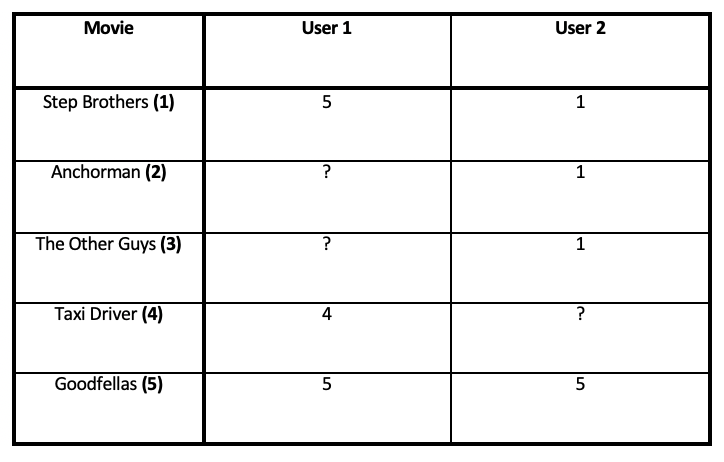 Movie User 1 User 2
Step Brothers (1) 5 1
Anchorman (2) ? 1
The Other Guys (3) ? 1
Taxi Driver (4) 4 ?
Goodfellas (5) 5 5